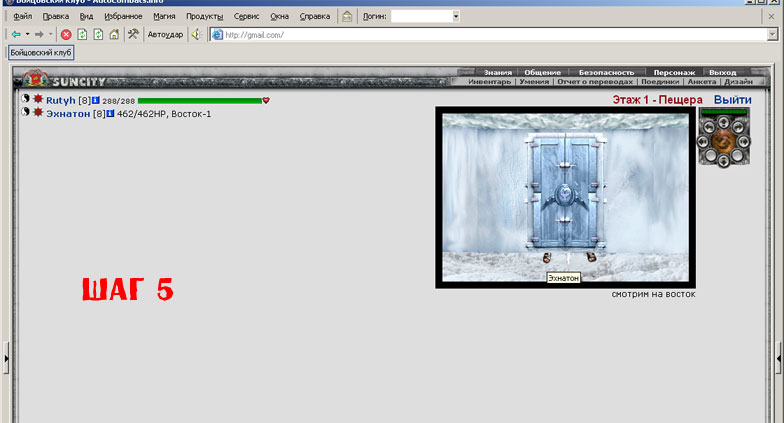 Бойцовский клуб - AutoCombats.info
Файл Правка Вид Избранное Магия Продукты Сервис Окна Справка Логин:
Автоудар http://gmail.com/
Бойцовский клуб
SUNCITY
Знания Общение Безопасность Персонаж Выход
Инвентарь Умения Отчет о переводах Поединки Анкета Дизайн
Rutyh [8] 288/288
Эхнатон [8] 462/462HP, Восток-1
Этаж 1 - Пещера Выйти
Эхнатон
смотрим на восток
ШАГ 5